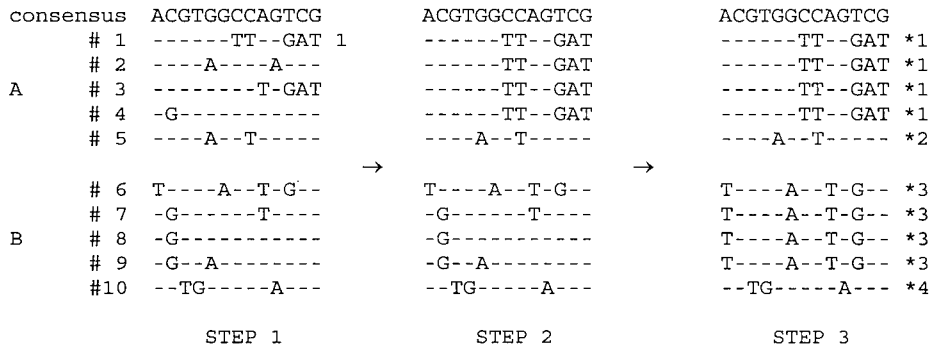 consensus ACGTGGCCAGTCG ACGTGGCCAGTCG ACGTGGCCAGTCG
# 1 ------TT--GAT 1 ------TT--GAT ------TT--GAT *1
# 2 ----A----A--- ------TT--GAT ------TT--GAT *1
A # 3 --------T-GAT ------TT--GAT ------TT--GAT *1
# 4 -G----------- ------TT--GAT ------TT--GAT *1
# 5 ----A--T----- ----A--T----- ----A--T----- *2
→ →
# 6 T----A--T-G-- T----A--T-G-- T----A--T-G-- *3
# 7 -G------T---- -G------T---- T----A--T-G-- *3
B # 8 -G----------- -G----------- T----A--T-G-- *3
# 9 -G--A-------- -G--A-------- T----A--T-G-- *3
#10 --TG-----A--- --TG-----A--- --TG-----A--- *4
STEP 1 STEP 2 STEP 3